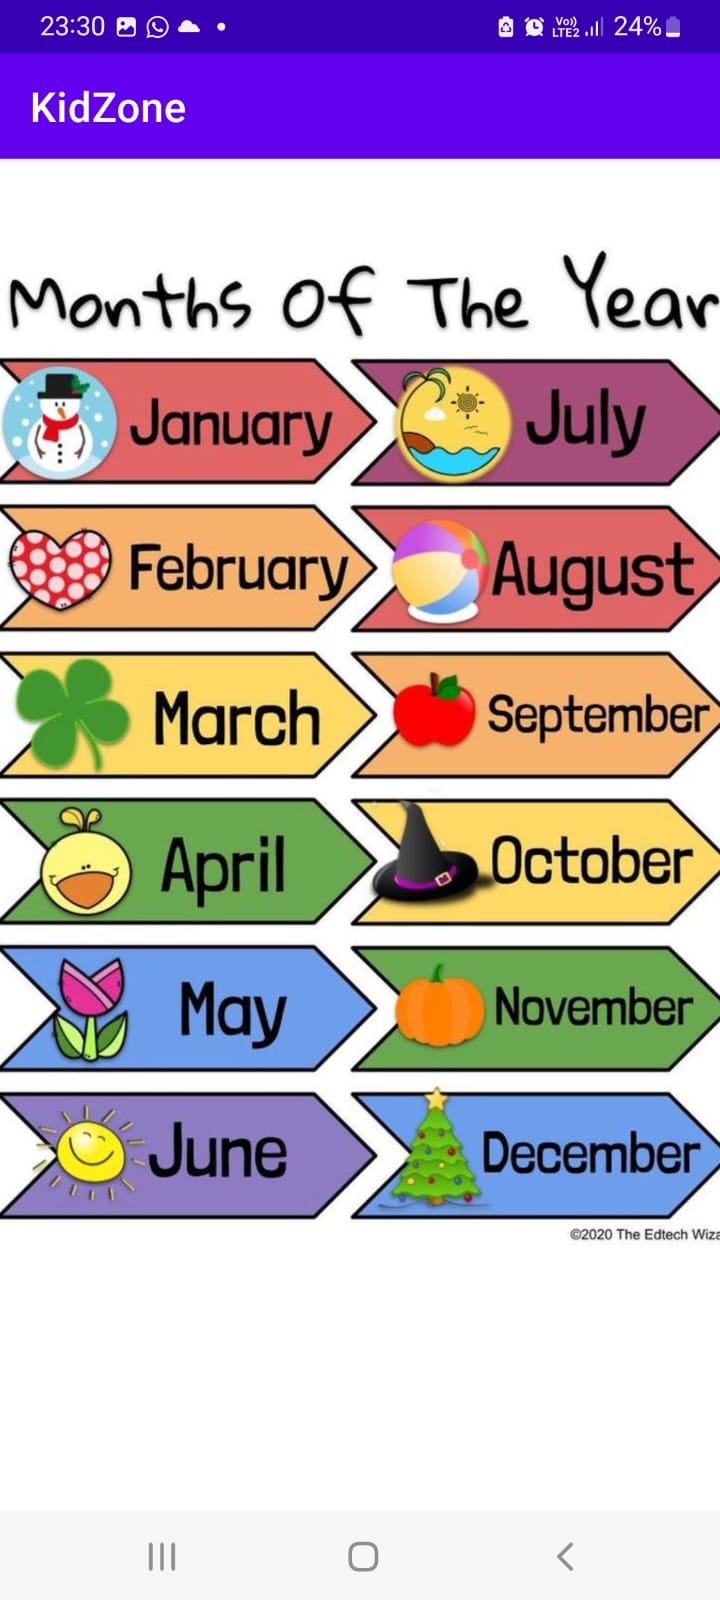 23:30
Vo)) LTE2 24%
KidZone
Months Of The Year
January
July
February
August
March
September
April
October
May
November
June
December
©2020 The Edtech Wiza